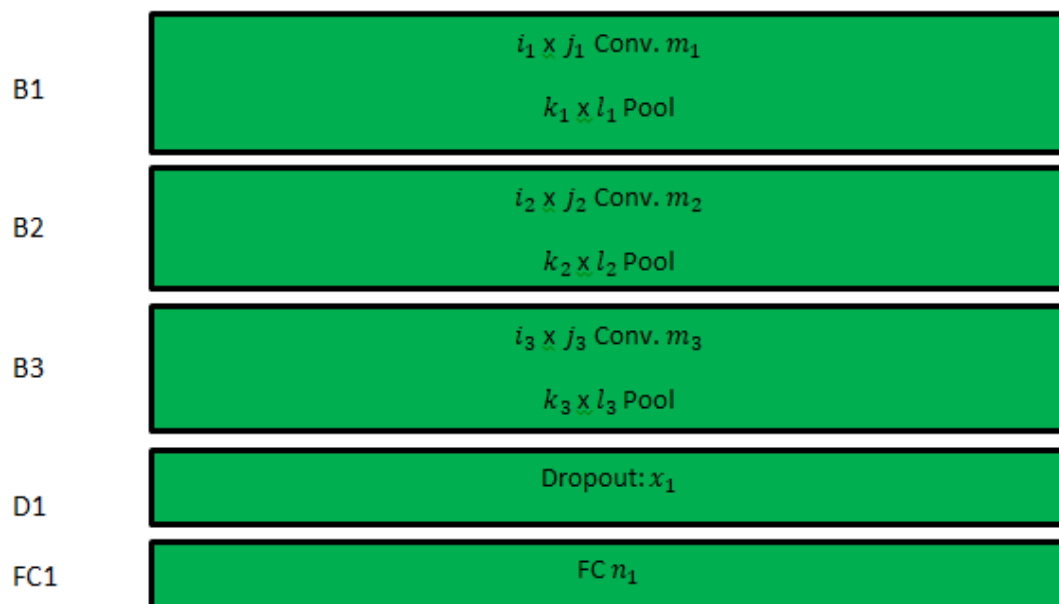 B1
i₁ x j₁ Conv. m₁
k₁ x l₁ Pool
B2
i₂ x j₂ Conv. m₂
k₂ x l₂ Pool
B3
i₃ x j₃ Conv. m₃
k₃ x l₃ Pool
D1
Dropout: x₁
FC1
FC n₁